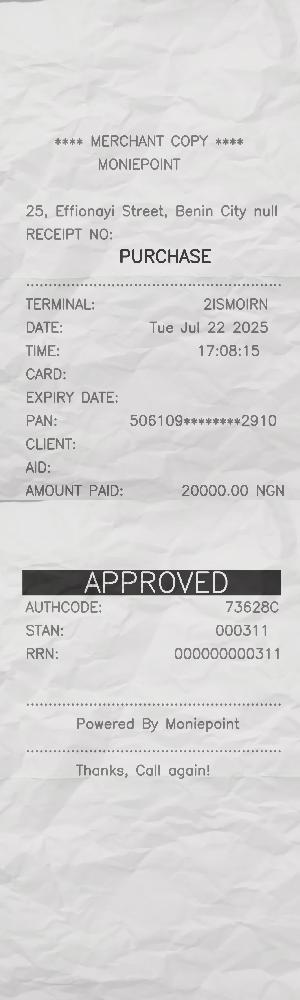 **** MERCHANT COPY ****
MONIEPOINT
25, Effionayi Street, Benin City null
RECEIPT NO:
PURCHASE
TERMINAL: 2ISMOIRN
DATE: Tue Jul 22 2025
TIME: 17:08:15
CARD:
EXPIRY DATE:
PAN: 506109********2910
CLIENT:
AID:
AMOUNT PAID: 20000.00 NGN
APPROVED
AUTHCODE: 73628C
STAN: 000311
RRN: 000000000311
Powered By Moniepoint
Thanks, Call again!